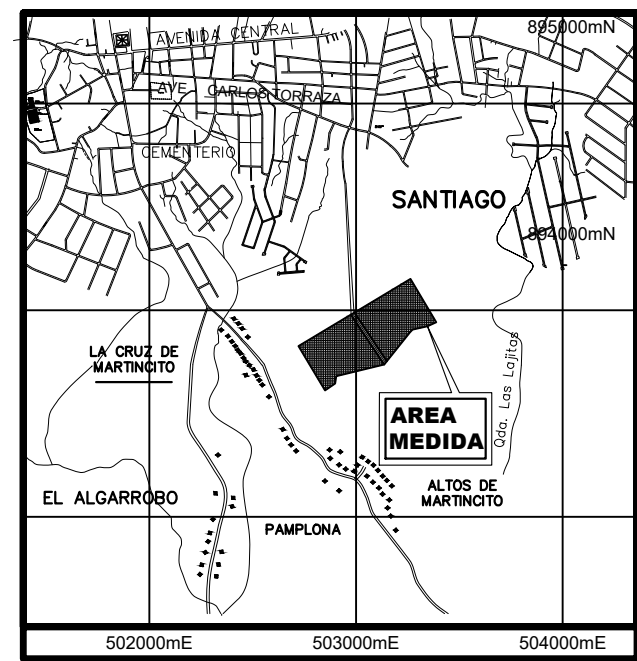 895000mN
AVENIDA CENTRAL
AVE CARLOS TORRAZA
CEMENTERIO
SANTIAGO
894000mN
LA CRUZ DE
MARTINCITO
Qda. Las Lajitas
AREA
MEDIDA
EL ALGARROBO
ALTOS DE
MARTINCITO
PAMPLONA
502000mE
503000mE
504000mE